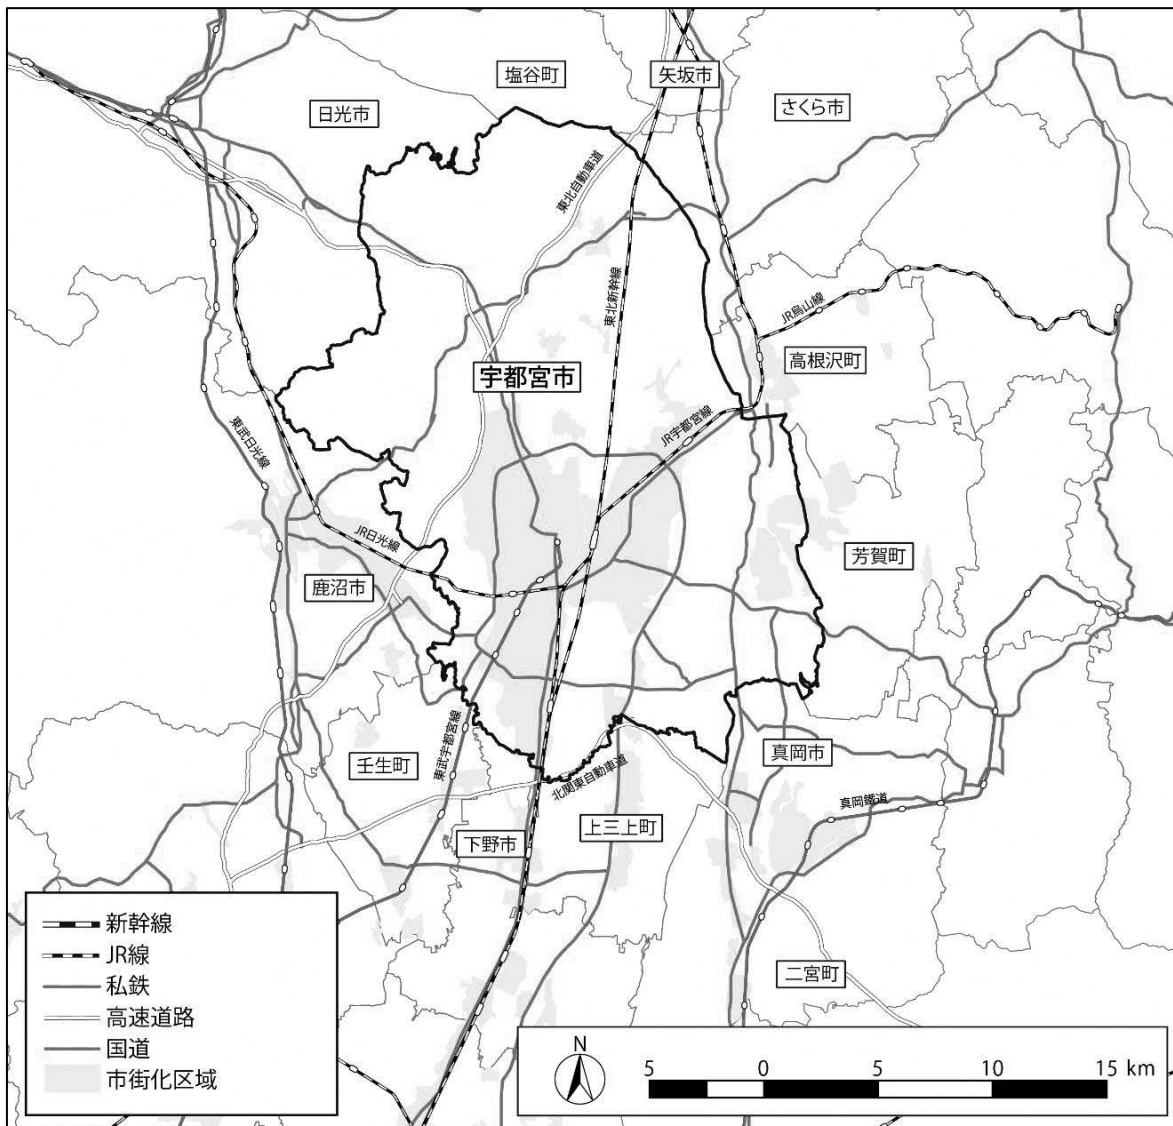 塩谷町
矢坂市
日光市
さくら市
東北自動車道
東北新幹線
JR烏山線
高根沢町
宇都宮市
JR宇都宮線
東武日光線
JR日光線
芳賀町
鹿沼市
東武宇都宮線
真岡市
壬生町
北関東自動車道
真岡鐵道
下野市
上三上町
二宮町
新幹線
JR線
私鉄
高速道路
国道
市街化区域
N
5 0 5 10 15 km